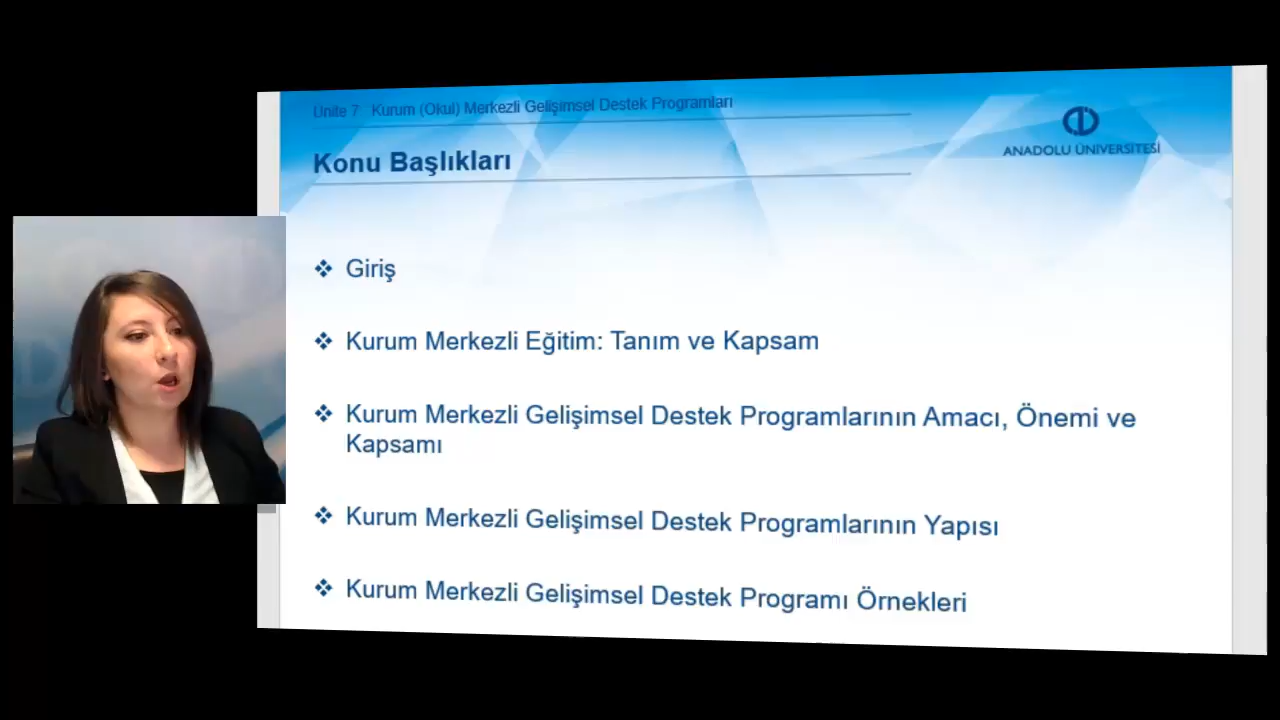 Ünite 7 Kurum (Okul) Merkezli Gelişimsel Destek Programları
Konu Başlıkları
ANADOLU ÜNİVERSİTESİ
Giriş
Kurum Merkezli Eğitim: Tanım ve Kapsam
Kurum Merkezli Gelişimsel Destek Programlarının Amacı, Önemi ve
Kapsamı
Kurum Merkezli Gelişimsel Destek Programlarının Yapısı
Kurum Merkezli Gelişimsel Destek Programı Örnekleri